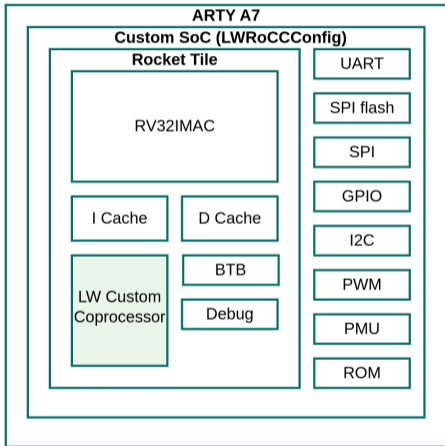 ARTY A7
Custom SoC (LWRoCCConfig)
Rocket Tile
RV32IMAC
I Cache
D Cache
LW Custom
Coprocessor
BTB
Debug
UART
SPI flash
SPI
GPIO
I2C
PWM
PMU
ROM